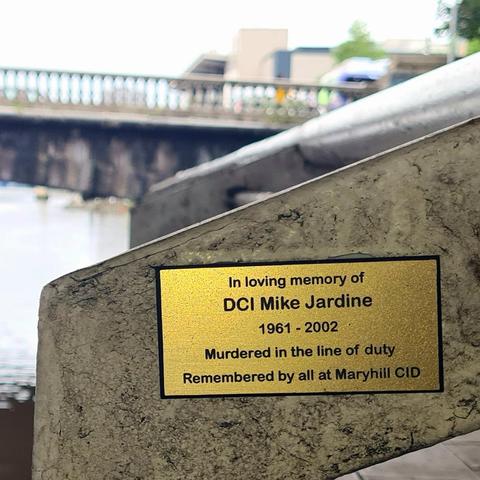 In loving memory of
DCI Mike Jardine
1961 - 2002
Murdered in the line of duty
Remembered by all at Maryhill CID